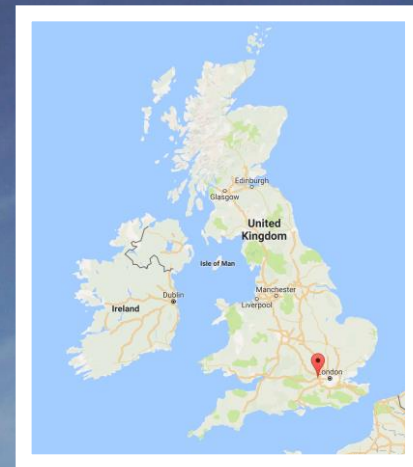 Edinburgh
Glasgow
United
Kingdom
Isle of Man
Dublin
Ireland
Manchester
Liverpool
London